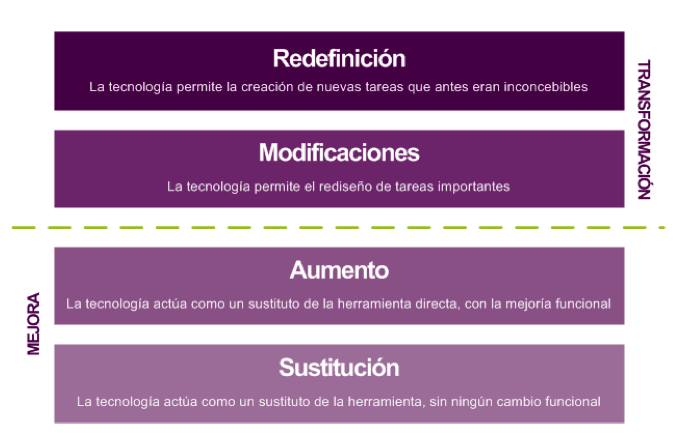 Redefinición
La tecnología permite la creación de nuevas tareas que antes eran inconcebibles
TRANSFORMACIÓN
Modificaciones
La tecnología permite el rediseño de tareas importantes
Aumento
La tecnología actúa como un sustituto de la herramienta directa, con la mejoría funcional
MEJORA
Sustitución
La tecnología actúa como un sustituto de la herramienta, sin ningún cambio funcional